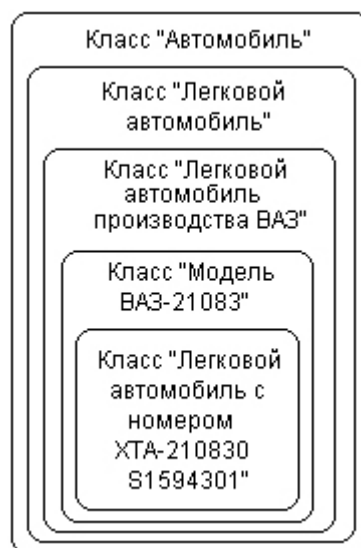 Класс "Автомобиль"
Класс "Легковой
автомобиль"
Класс "Легковой
автомобиль
производства ВАЗ"
Класс "Модель
ВАЗ-21083"
Класс "Легковой
автомобиль с
номером
ХТА-210830
S1594301"